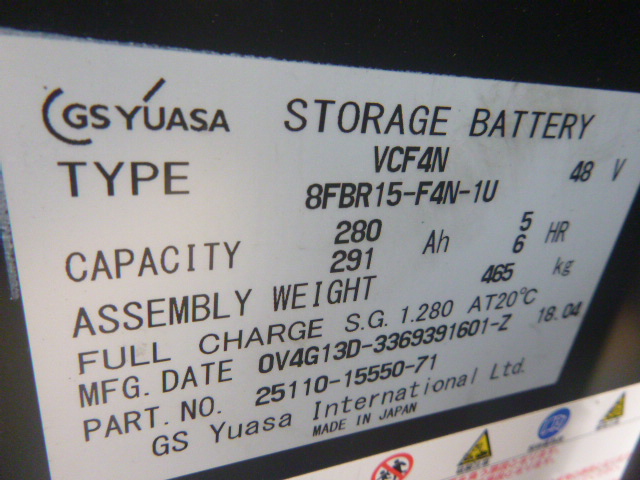 GS YUASA STORAGE BATTERY
TYPE VCF4N 48 V
8FBR15-F4N-1U
CAPACITY 280 Ah 5 HR
291 6
ASSEMBLY WEIGHT 465 kg
FULL CHARGE S.G. 1.280 AT20℃
MFG. DATE 0V4G13D-3369391601-Z 18.04
PART. NO. 25110-15550-71
GS Yuasa International Ltd.
MADE IN JAPAN